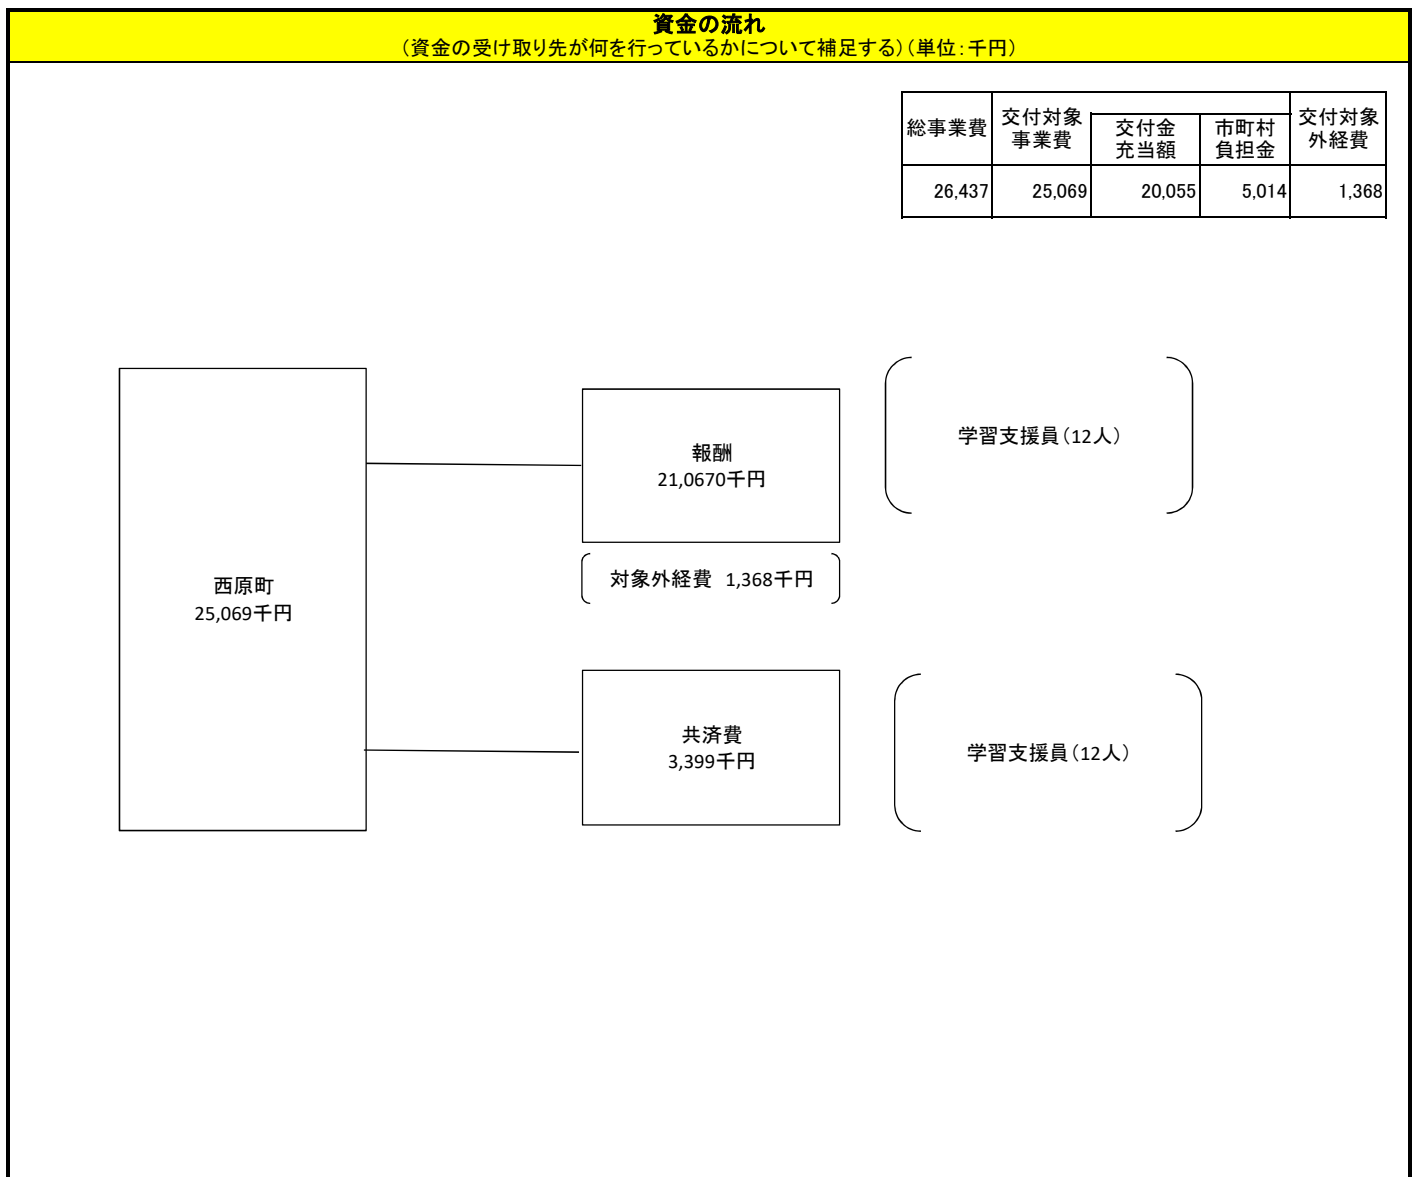 資金の流れ
（資金の受け取り先が何を行っているかについて補足する）（単位：千円）
総事業費
交付対象
事業費
交付金
充当額
市町村
負担金
交付対象
外経費
26,437
25,069
20,055
5,014
1,368
西原町
25,069千円
報酬
21,0670千円
学習支援員（12人）
対象外経費 1,368千円
共済費
3,399千円
学習支援員（12人）